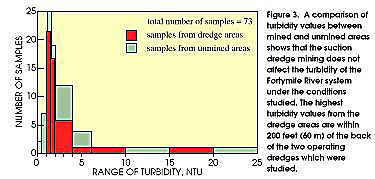 25
20
15
10
5
0
NUMBER OF SAMPLES
total number of samples = 73
samples from dredge areas
samples from unmined areas
0 5 10 15 20 25
RANGE OF TURBIDITY, NTU
Figure 3. A comparison of
turbidity values between
mined and unmined areas
shows that the suction
dredge mining does not
affect the turbidity of the
Fortymile River system
under the conditions
studied. The highest
turbidity values from the
dredge areas are within
200 feet (60 m) of the back
of the two operating
dredges which were
studied.